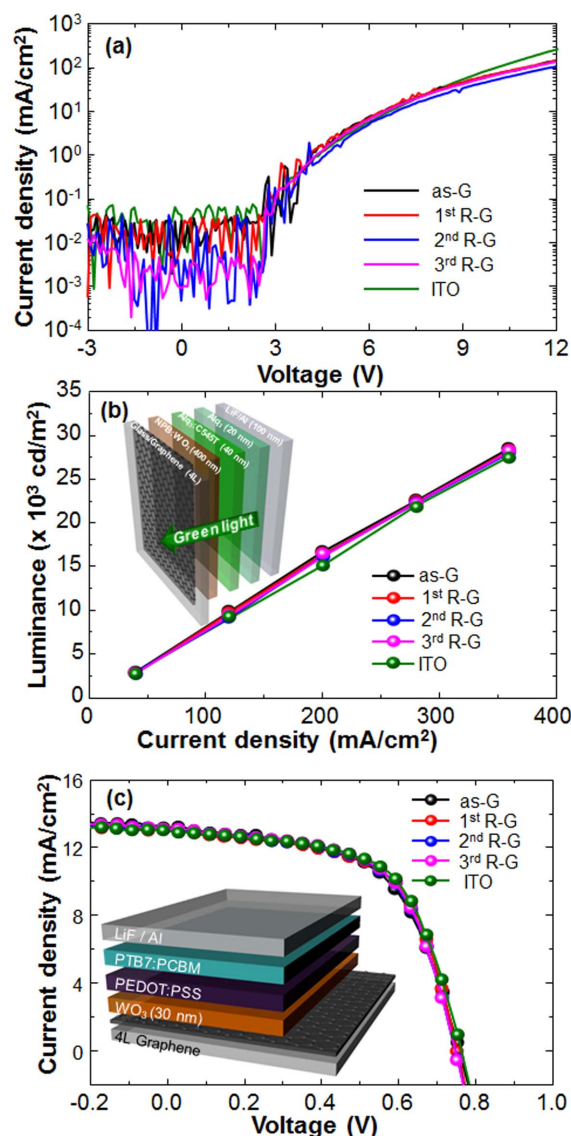 (a)
Current density (mA/cm²)
10³
10²
10¹
10⁰
10⁻¹
10⁻²
10⁻³
10⁻⁴
as-G
1ˢᵗ R-G
2ⁿᵈ R-G
3ʳᵈ R-G
ITO
-3 0 3 6 9 12
Voltage (V)
(b)
Luminance (x 10³ cd/m²)
35
30
25
20
15
10
5
0
LiF/Al (100 nm)
Alq₃ (20 nm)
Alq₃:C545T (40 nm)
NPB:WO₃ (400 nm)
Glass/Graphene (4L)
Green light
as-G
1ˢᵗ R-G
2ⁿᵈ R-G
3ʳᵈ R-G
ITO
0 100 200 300 400
Current density (mA/cm²)
(c)
Current density (mA/cm²)
16
12
8
4
0
as-G
1ˢᵗ R-G
2ⁿᵈ R-G
3ʳᵈ R-G
ITO
LiF / Al
PTB7:PCBM
PEDOT:PSS
WO₃ (30 nm)
4L Graphene
-0.2 0.0 0.2 0.4 0.6 0.8 1.0
Voltage (V)